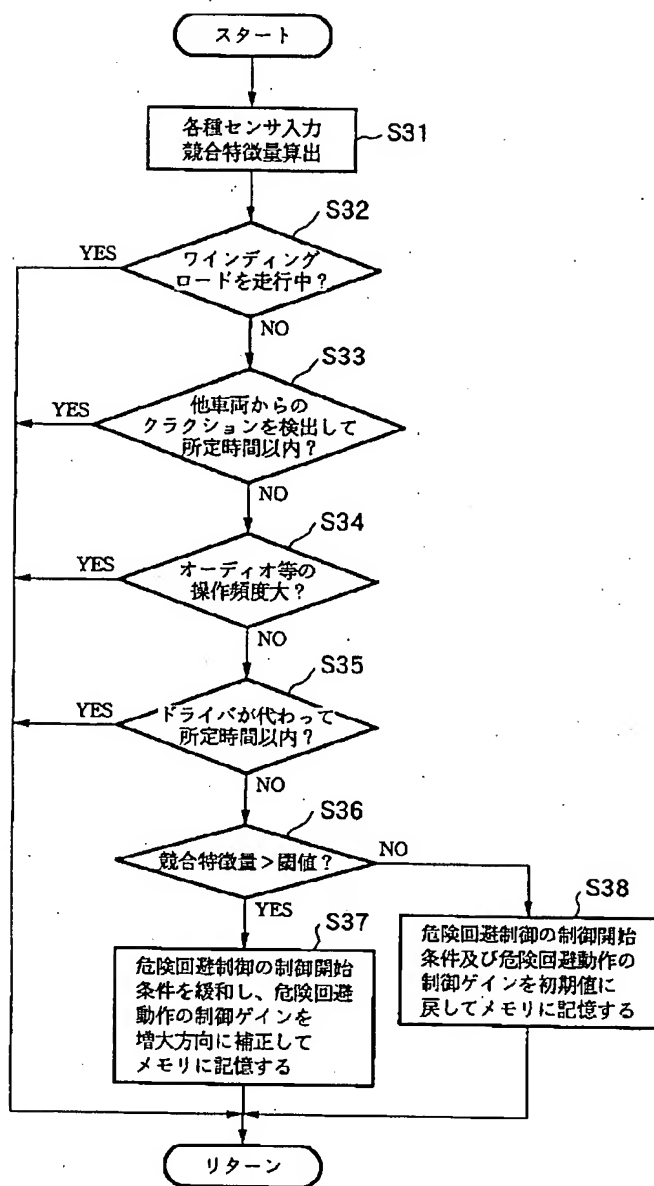 スタート
各種センサ入力
競合特徴量算出
S31
S32
YES
ワインディング
ロードを走行中?
NO
S33
YES
他車両からの
クラクションを検出して
所定時間以内?
NO
S34
YES
オーディオ等の
操作頻度大?
NO
S35
YES
ドライバが代わって
所定時間以内?
NO
S36
競合特徴量>閾値?
NO
YES
S37
危険回避制御の制御開始
条件を緩和し、危険回避
動作の制御ゲインを
増大方向に補正して
メモリに記憶する
S38
危険回避制御の制御開始
条件及び危険回避動作の
制御ゲインを初期値に
戻してメモリに記憶する
リターン